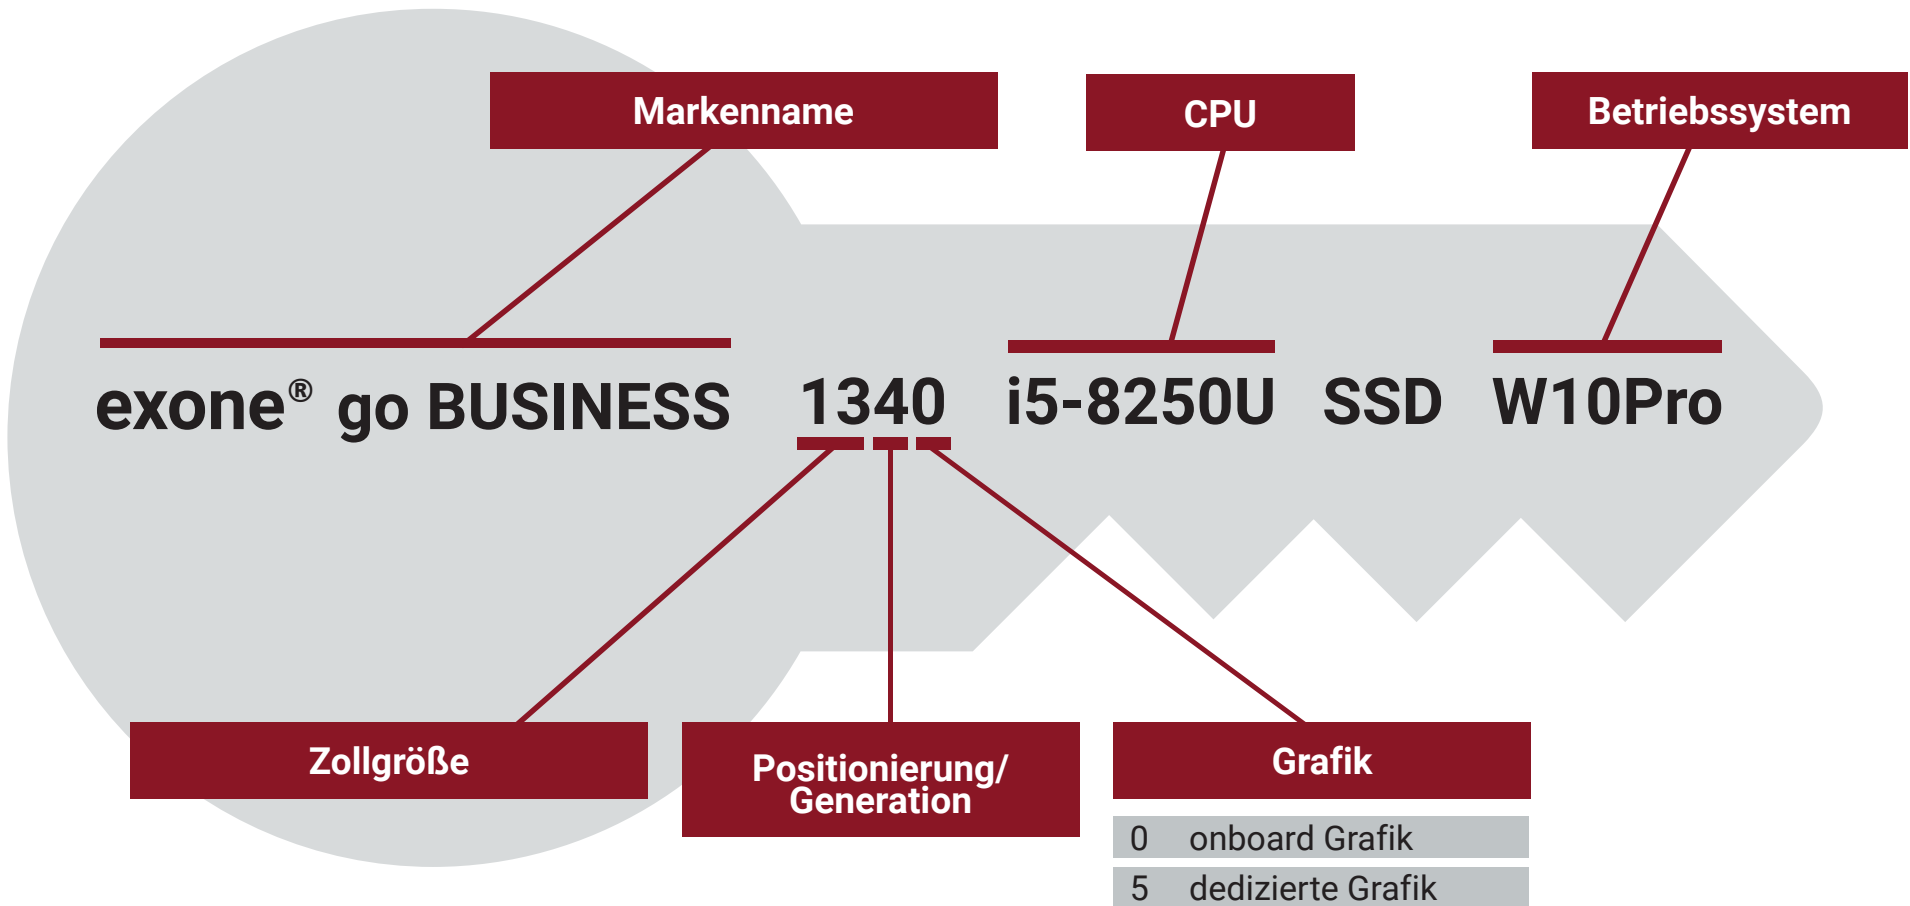 Markenname
CPU
Betriebssystem
exone® go BUSINESS 1340 i5-8250U SSD W10Pro
Zollgröße
Positionierung/
Generation
Grafik
0 onboard Grafik
5 dedizierte Grafik